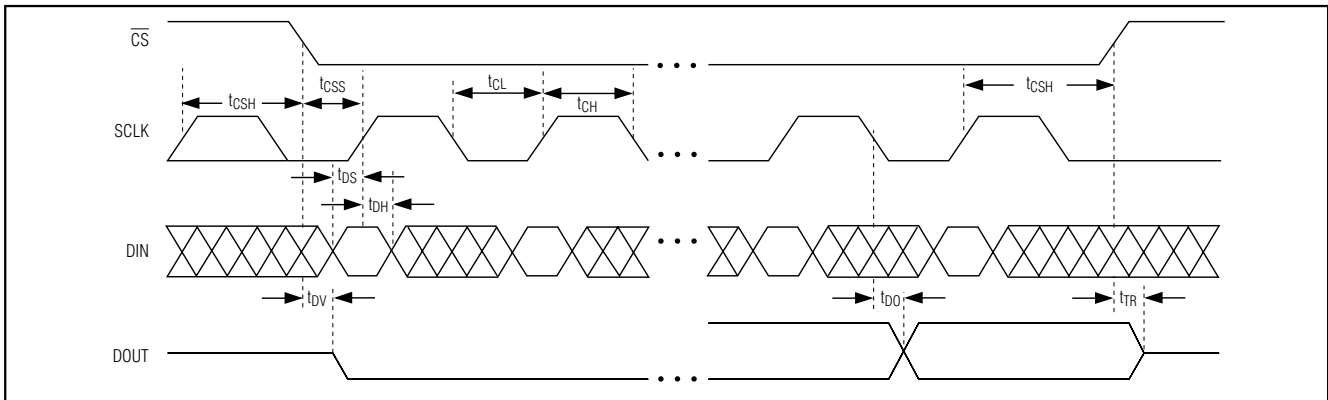 CS
tCSS
tCL
tCSH
tCH
tCSH
SCLK
tDS
tDH
DIN
tDV
tDO
tTR
DOUT